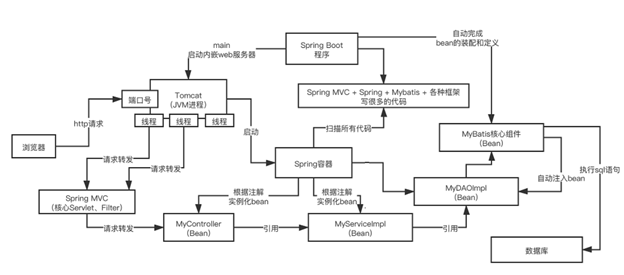 main
启动内嵌web服务器
Spring Boot
程序
自动完成
bean的装配和定义
Tomcat
(JVM进程)
端口号
线程
线程
线程
http请求
浏览器
Spring MVC + Spring + Mybatis + 各种框架
写很多的代码
启动
扫描所有代码
MyBatis核心组件
(Bean)
请求转发
请求转发
Spring容器
执行sql语句
自动注入bean
Spring MVC
(核心Servlet、Filter)
根据注解
实例化bean
根据注解
实例化bean
MyDAOImpl
(Bean)
请求转发
MyController
(Bean)
引用
MyServiceImpl
(Bean)
引用
数据库